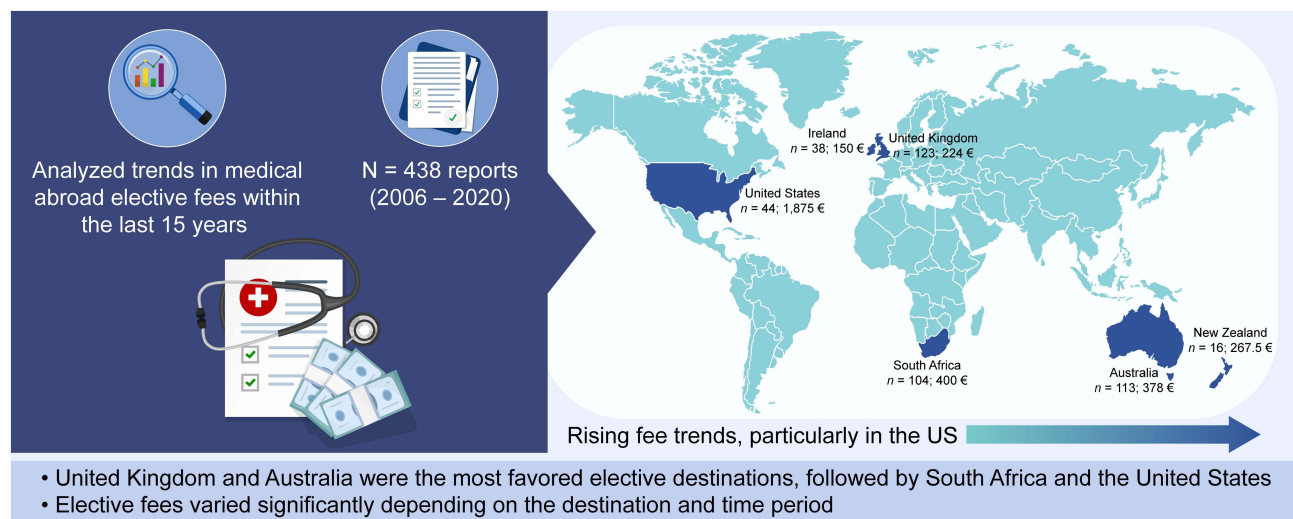 Analyzed trends in medical
abroad elective fees within
the last 15 years
N = 438 reports
(2006 – 2020)
Ireland
n = 38; 150 €
United Kingdom
n = 123; 224 €
United States
n = 44; 1,875 €
South Africa
n = 104; 400 €
New Zealand
n = 16; 267.5 €
Australia
n = 113; 378 €
Rising fee trends, particularly in the US
• United Kingdom and Australia were the most favored elective destinations, followed by South Africa and the United States
• Elective fees varied significantly depending on the destination and time period